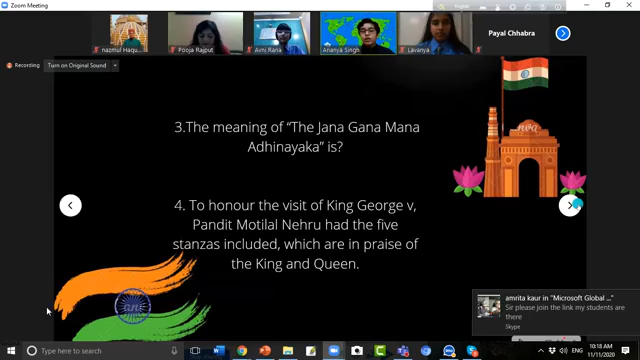 Zoom Meeting
English
nazmul Haqu...
Pooja Rajput
Avni Rana
Ananya Singh
Lavanya
Payal Chhabra
Recording
Turn on Original Sound
3.The meaning of “The Jana Gana Mana
Adhinayaka” is?
4. To honour the visit of King George v,
Pandit Motilal Nehru had the five
stanzas included, which are in praise of
the King and Queen.
amrita kaur in "Microsoft Global ..."
Sir please join the link my students are
there
Skype
Type here to search
ENG
10:18 AM
11/11/2020